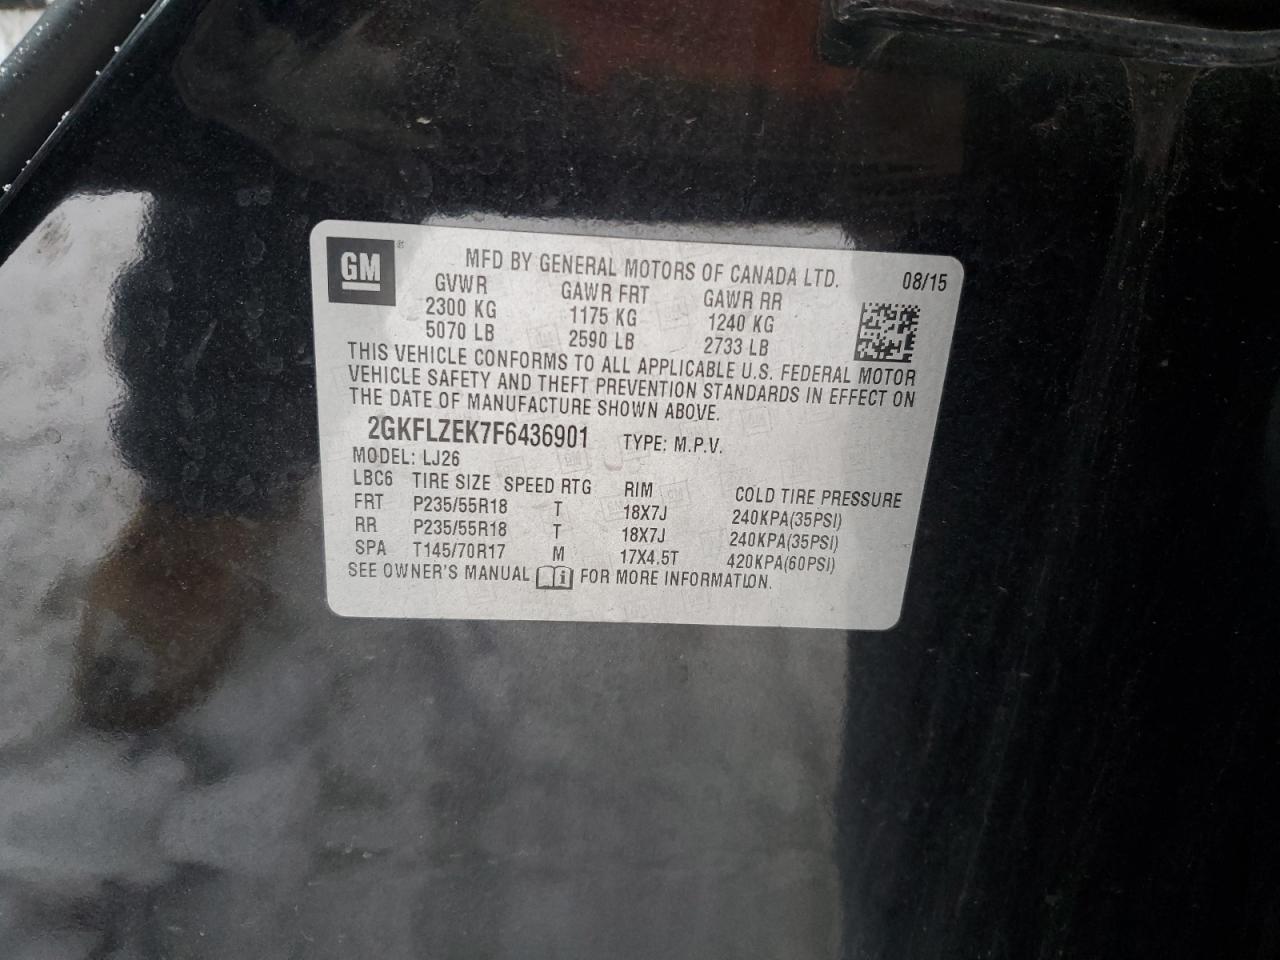 GM ® MFD BY GENERAL MOTORS OF CANADA LTD. 08/15
GVWR GAWR FRT GAWR RR
2300 KG 1175 KG 1240 KG
5070 LB 2590 LB 2733 LB
THIS VEHICLE CONFORMS TO ALL APPLICABLE U.S. FEDERAL MOTOR
VEHICLE SAFETY AND THEFT PREVENTION STANDARDS IN EFFECT ON
THE DATE OF MANUFACTURE SHOWN ABOVE.
2GKFLZEK7F6436901 TYPE: M.P.V.
MODEL: LJ26
LBC6 TIRE SIZE SPEED RTG RIM COLD TIRE PRESSURE
FRT P235/55R18 T 18X7J 240KPA(35PSI)
RR P235/55R18 T 18X7J 240KPA(35PSI)
SPA T145/70R17 M 17X4.5T 420KPA(60PSI)
SEE OWNER'S MANUAL i FOR MORE INFORMATION.